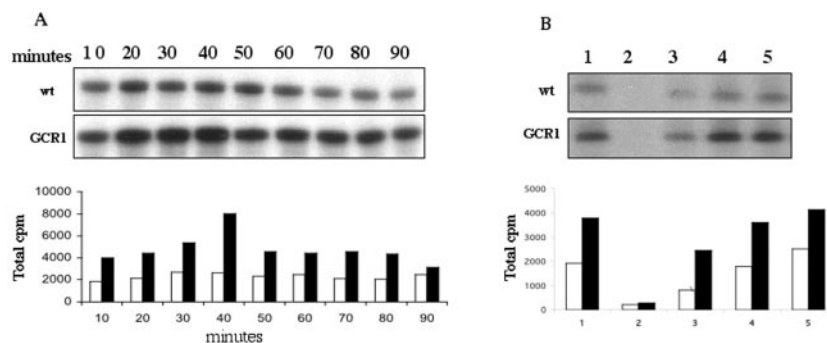 A
minutes 10 20 30 40 50 60 70 80 90
wt
GCR1
10000
8000
6000
4000
2000
0
Total cpm
10 20 30 40 50 60 70 80 90
minutes
B
1 2 3 4 5
wt
GCR1
5000
4000
3000
2000
1000
0
Total cpm
1 2 3 4 5